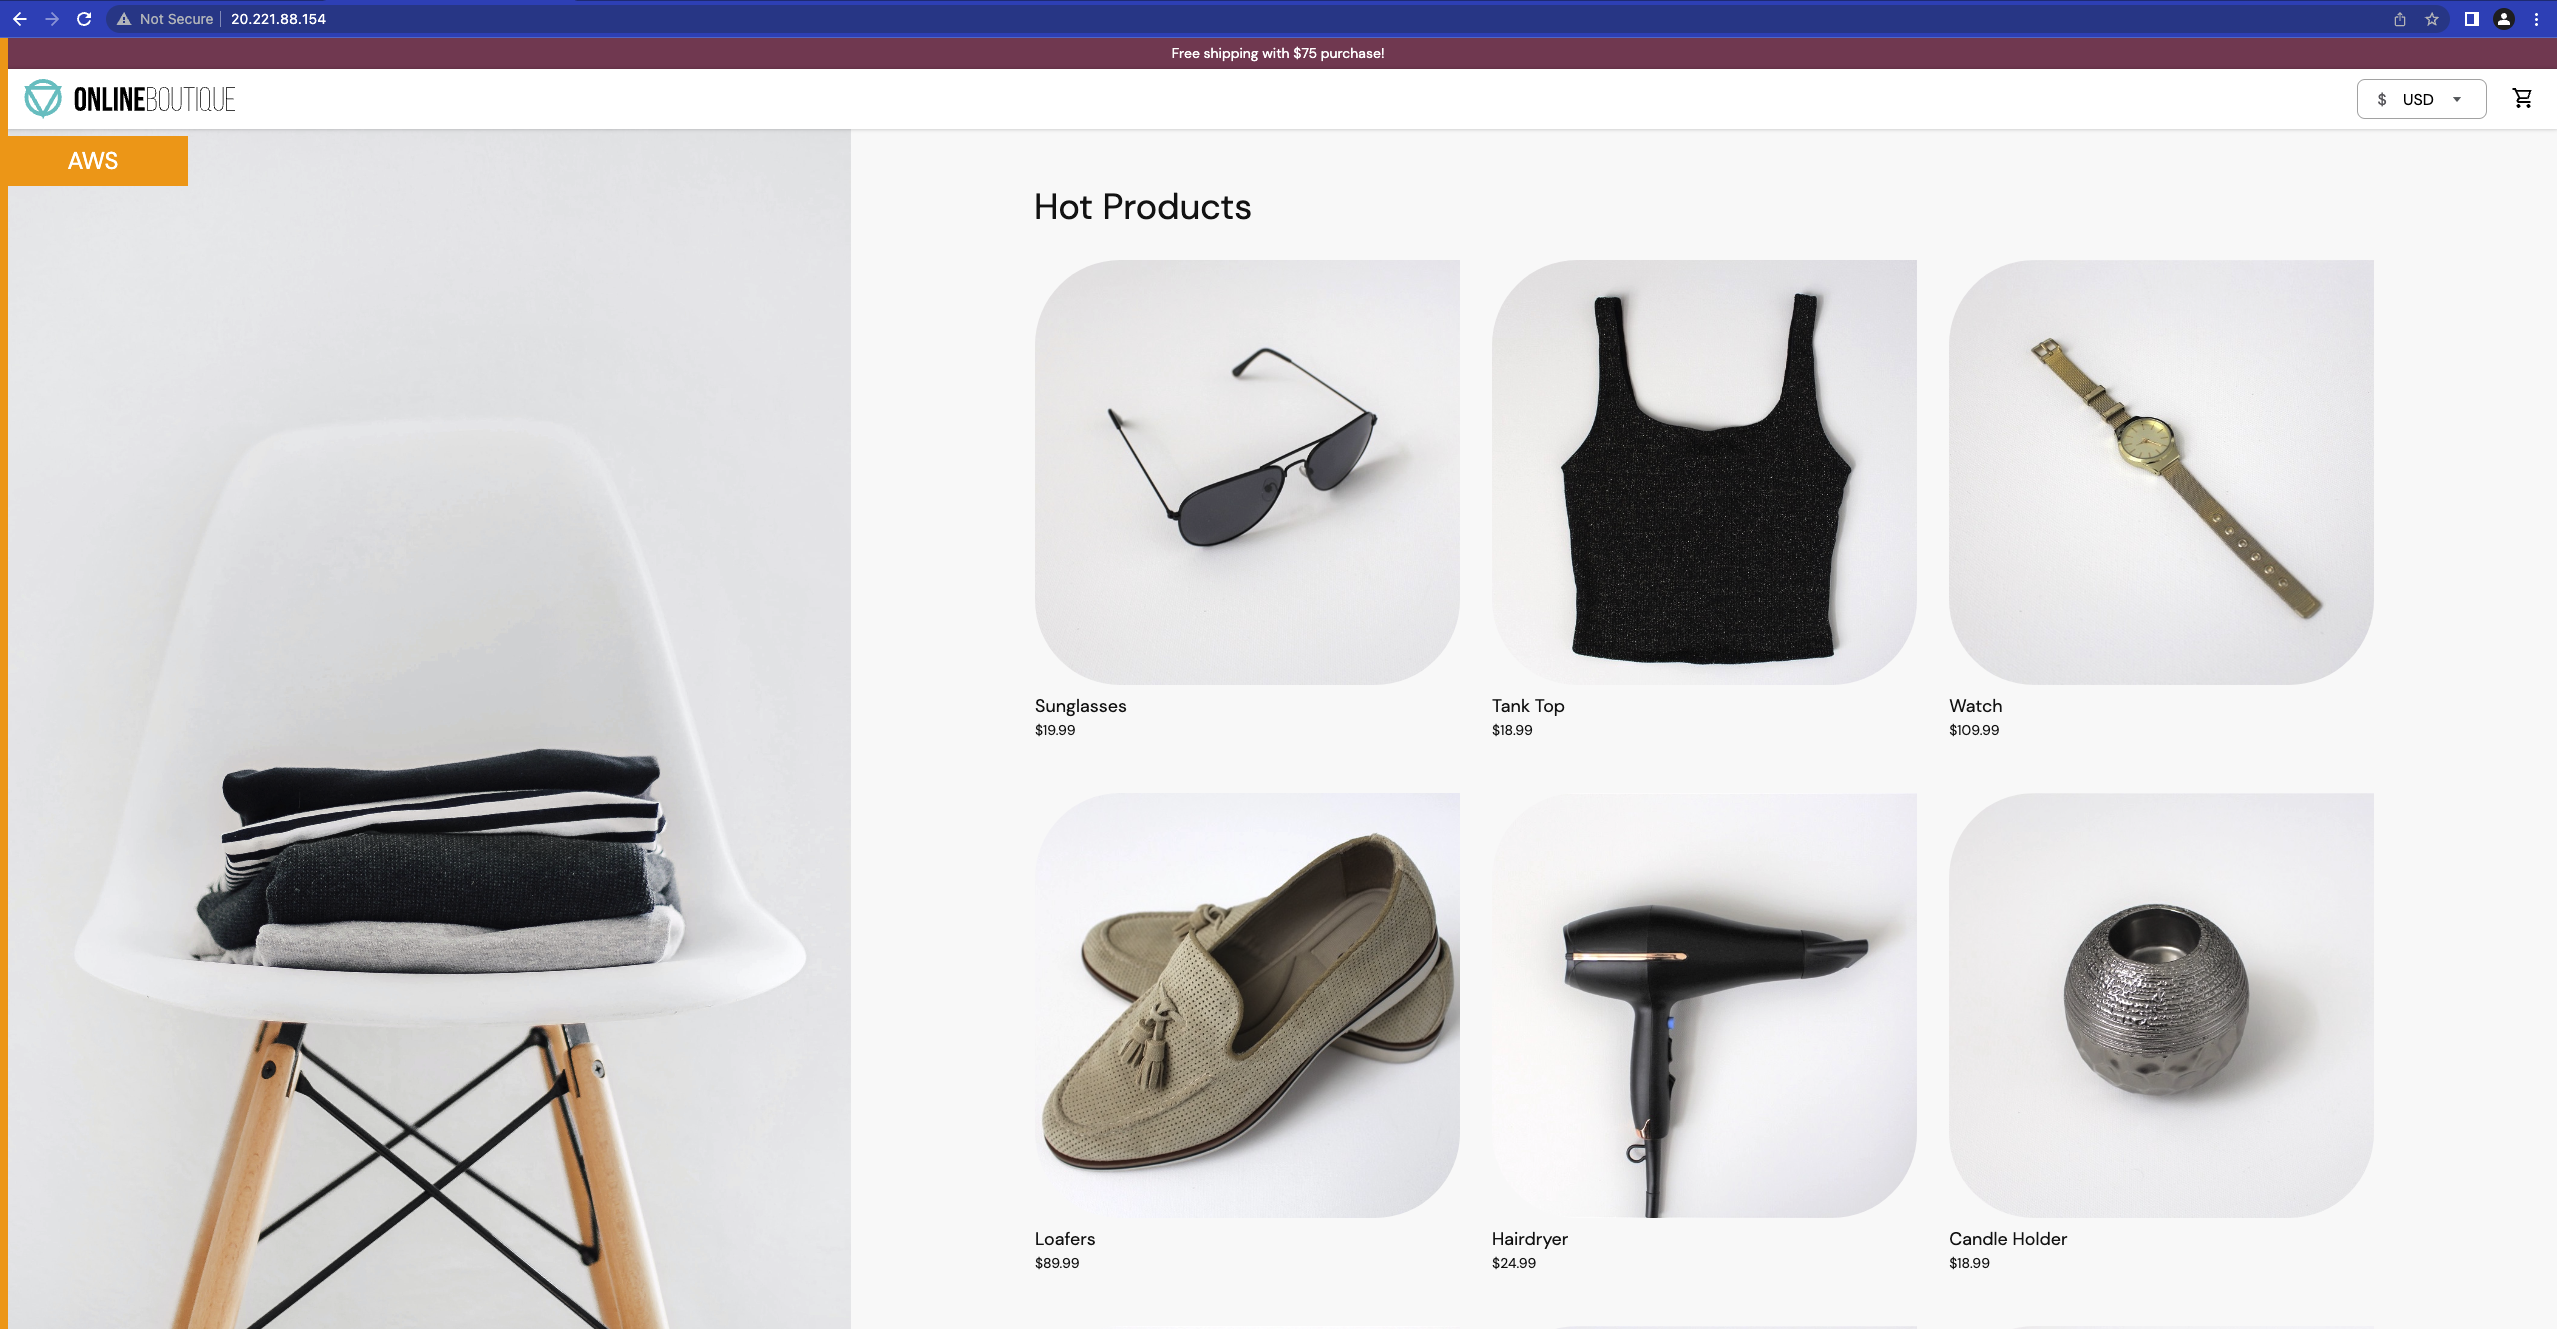 Not Secure 20.221.88.154
Free shipping with $75 purchase!
ONLINEBOUTIQUE
$ USD
AWS
Hot Products
Sunglasses
$19.99
Tank Top
$18.99
Watch
$109.99
Loafers
$89.99
Hairdryer
$24.99
Candle Holder
$18.99